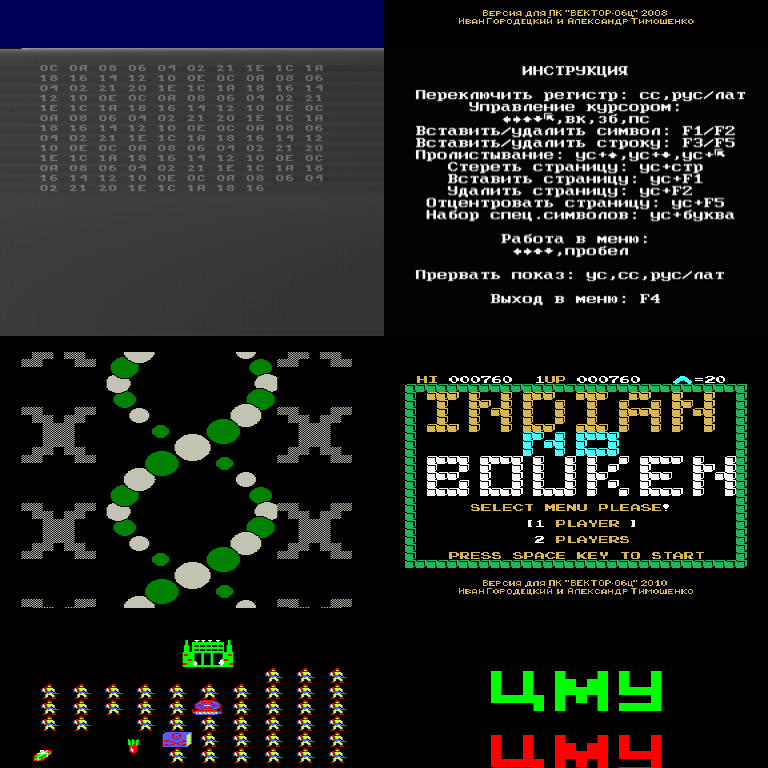 0C 0A 08 06 04 02 21 1E 1C 1A
18 16 14 12 10 0E 0C 0A 08 06
04 02 21 20 1E 1C 1A 18 16 14
12 10 0E 0C 0A 08 06 04 02 21
1E 1C 1A 18 16 14 12 10 0E 0C
0A 08 06 04 02 21 20 1E 1C 1A
18 16 14 12 10 0E 0C 0A 08 06
04 02 21 1E 1C 1A 18 16 14 12
10 0E 0C 0A 08 06 04 02 21 20
1E 1C 1A 18 16 14 12 10 0E 0C
0A 08 06 04 02 21 1E 1C 1A 18
16 14 12 10 0E 0C 0A 08 06 04
02 21 20 1E 1C 1A 18 16
Версия для ПК "ВЕКТОР-06ц" 2008
Иван Городецкий и Александр Тимошенко
ИНСТРУКЦИЯ
Переключить регистр: сс,рус/лат
Управление курсором:
,вк,зб,пс
Вставить/удалить символ: F1/F2
Вставить/удалить строку: F3/F5
Пролистывание: ус+,ус+,ус+
Стереть страницу: ус+стр
Вставить страницу: ус+F1
Удалить страницу: ус+F2
Отцентровать страницу: ус+F5
Набор спец.символов: ус+буква
Работа в меню:
,пробел
Прервать показ: ус,сс,рус/лат
Выход в меню: F4
HI 000760 1UP 000760 =20
INDIAN
NO
BOUKEN
SELECT MENU PLEASE!
[1 PLAYER ]
2 PLAYERS
PRESS SPACE KEY TO START
Версия для ПК "ВЕКТОР-06ц" 2010
Иван Городецкий и Александр Тимошенко
ЦМУ
ЦМУ